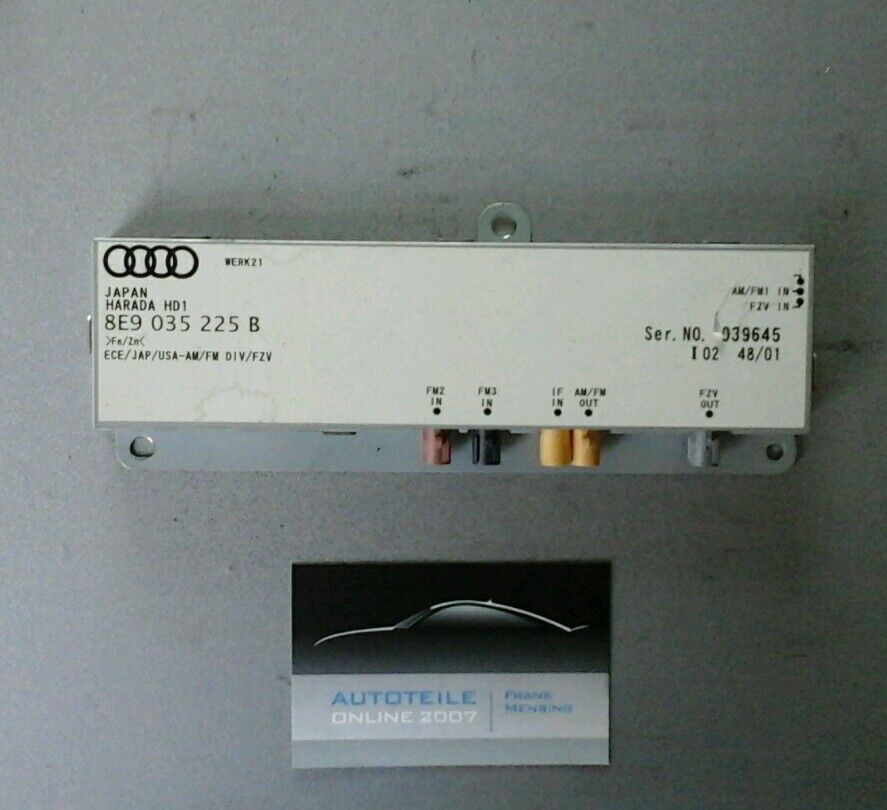 WERK21
JAPAN
HARADA HD1
8E9 035 225 B
>Fe/Zn<
ECE/JAP/USA-AM/FM DIV/FZV
AM/FM1 IN
FZV IN
Ser. NO. 939645
I 02 48/01
FM2 IN
FM3 IN
IF IN
AM/FM OUT
FZV OUT
AUTOTEILE
ONLINE 2007
FRANK
MENSING